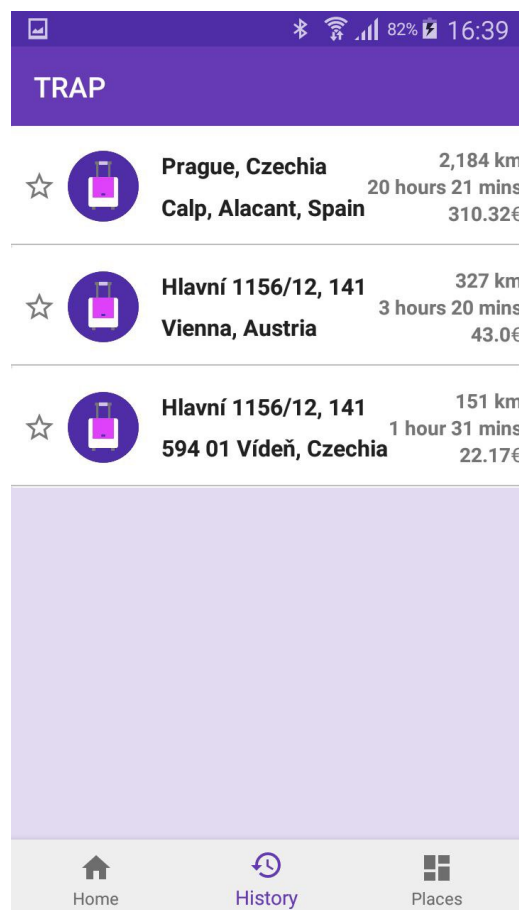 82% 16:39
TRAP
Prague, Czechia 2,184 km
20 hours 21 mins
Calp, Alacant, Spain 310.32€
Hlavní 1156/12, 141 327 km
3 hours 20 mins
Vienna, Austria 43.0€
Hlavní 1156/12, 141 151 km
1 hour 31 mins
594 01 Vídeň, Czechia 22.17€
Home History Places